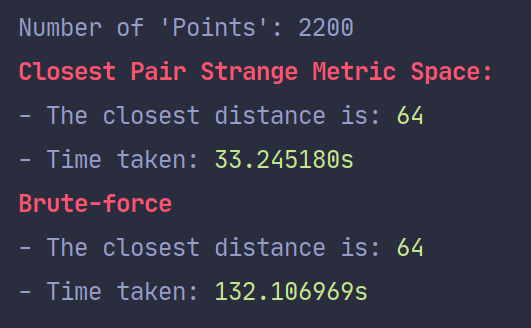 Number of 'Points': 2200
Closest Pair Strange Metric Space:
- The closest distance is: 64
- Time taken: 33.245180s
Brute-force
- The closest distance is: 64
- Time taken: 132.106969s